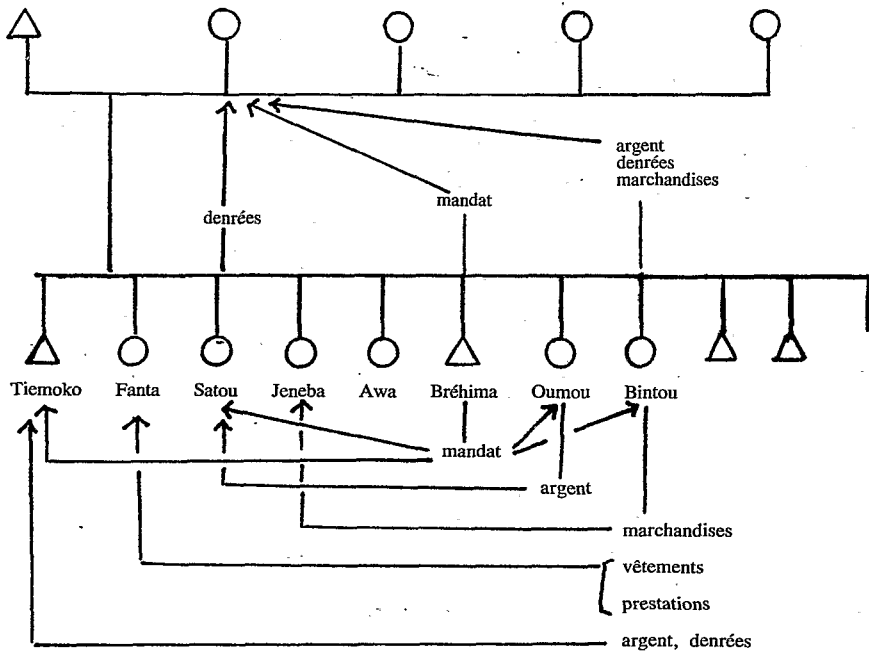 argent
denrées
marchandises
mandat
denrées
Tiemoko Fanta Satou Jeneba Awa Bréhima Oumou Bintou
mandat
argent
marchandises
vêtements
prestations
argent, denrées